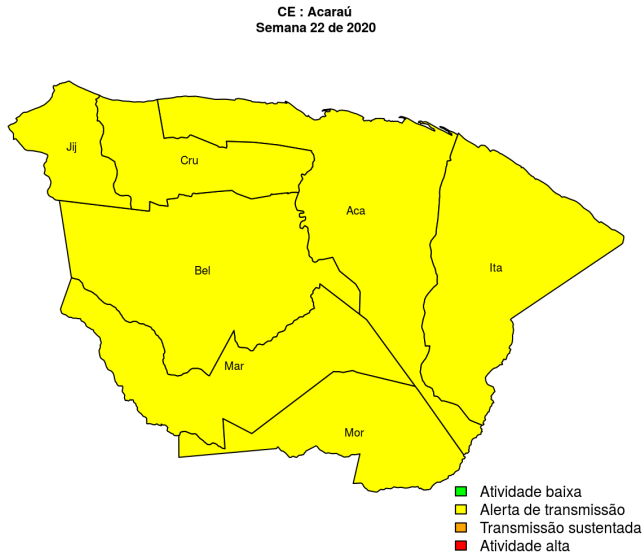 CE : Acaraú
Semana 22 de 2020
Jij
Cru
Aca
Bel
Ita
Mar
Mor
Atividade baixa
Alerta de transmissão
Transmissão sustentada
Atividade alta